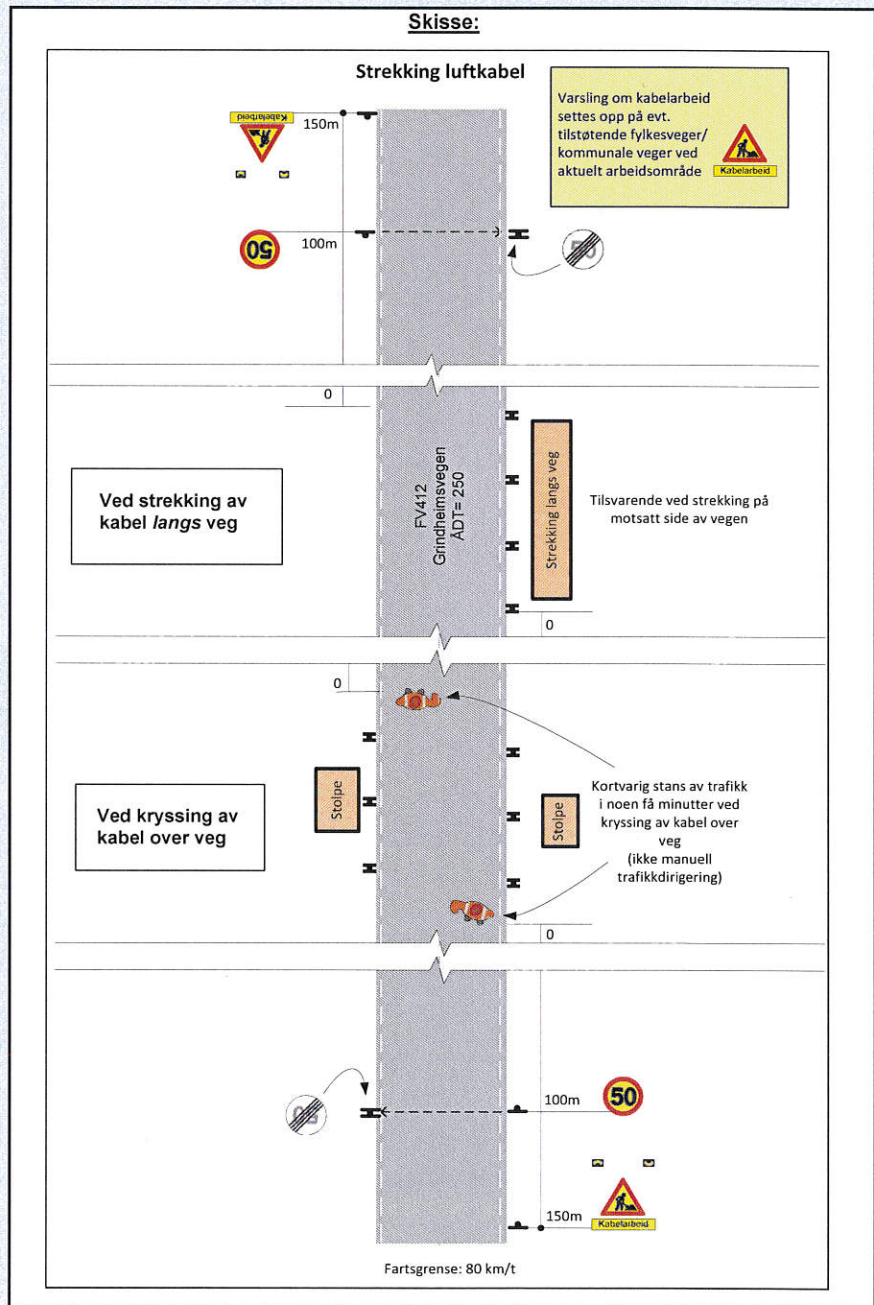 Skisse:
Strekking luftkabel
Kabelarbeid
150m
Varsling om kabelarbeid
settes opp på evt.
tilstøtende fylkesveger/
kommunale veger ved
aktuelt arbeidsområde
Kabelarbeid
50
100m
50
0
Ved strekking av
kabel langs veg
FV412
Grindheimsvegen
ÅDT= 250
Strekking langs veg
Tilsvarende ved strekking på
motsatt side av vegen
0
0
Ved kryssing av
kabel over veg
Stolpe
Stolpe
Kortvarig stans av trafikk
i noen få minutter ved
kryssing av kabel over
veg
(ikke manuell
trafikkdirigering)
0
50
100m
50
150m
Kabelarbeid
Fartsgrense: 80 km/t